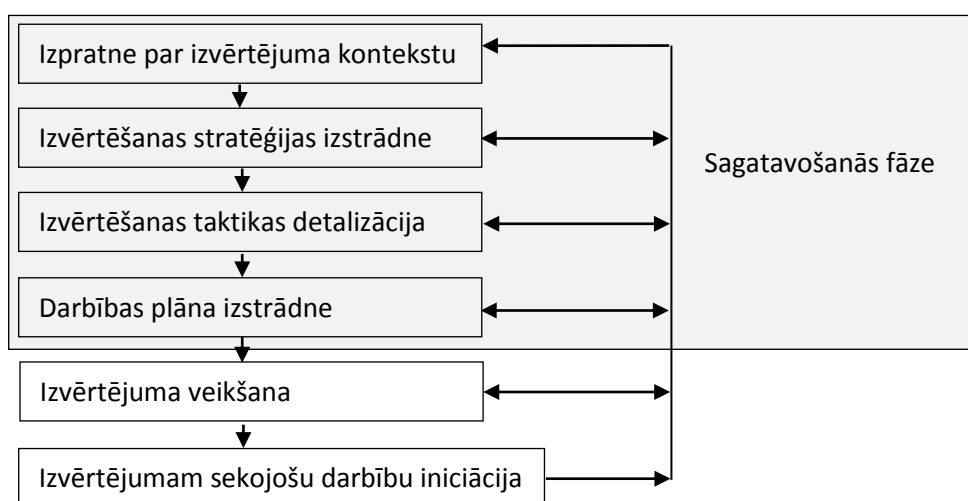 Izpratne par izvērtējuma kontekstu
Izvērtēšanas stratēģijas izstrādne
Sagatavošanās fāze
Izvērtēšanas taktikas detalizācija
Darbības plāna izstrādne
Izvērtējuma veikšana
Izvērtējumam sekojošu darbību iniciācija